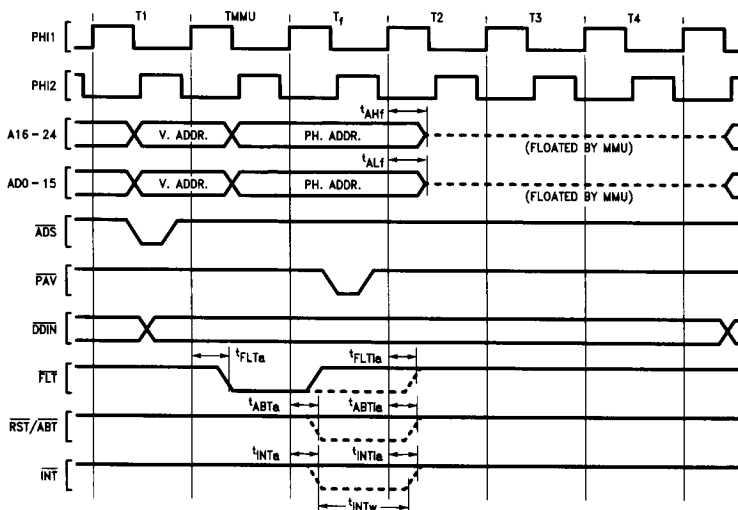 T1 TMMU Tf T2 T3 T4
PHI1
PHI2
tAHf
A16-24 V. ADDR. PH. ADDR. (FLOATED BY MMU)
tALf
AD0-15 V. ADDR. PH. ADDR. (FLOATED BY MMU)
ADS
PAV
DDIN
tFLTa tFLTia
FLT
tABTa tABTia
RST/ABT
tINTa tINTia
INT
tINTw